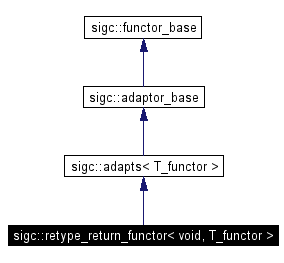 sigc::functor_base
sigc::adaptor_base
sigc::adapts< T_functor >
sigc::retype_return_functor< void, T_functor >